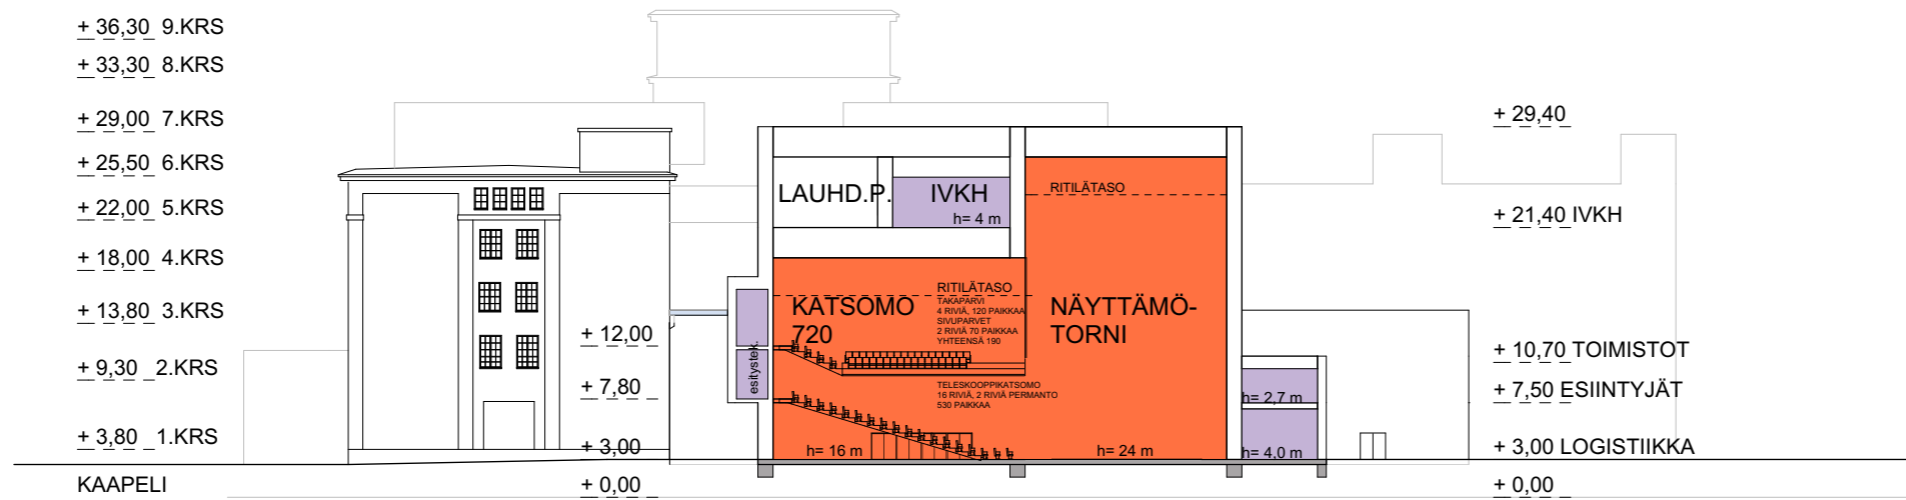 + 36,30 9.KRS
+ 33,30 8.KRS
+ 29,00 7.KRS
+ 25,50 6.KRS
+ 22,00 5.KRS
+ 18,00 4.KRS
+ 13,80 3.KRS
+ 9,30 2.KRS
+ 3,80 1.KRS
KAAPELI
+ 12,00
+ 7,80
+ 3,00
+ 0,00
LAUHD.P.
IVKH
h= 4 m
esitystek.
KATSOMO
720
RITILÄTASO
TAKAPARVI
4 RIVIÄ, 120 PAIKKAA
SIVUPARVET
2 RIVIÄ 70 PAIKKAA
YHTEENSÄ 190
TELESKOOPPIKATSOMO
16 RIVIÄ, 2 RIVIÄ PERMANTO
530 PAIKKAA
h= 16 m
RITILÄTASO
NÄYTTÄMÖ-
TORNI
h= 24 m
h= 2,7 m
h= 4.0 m
+ 29,40
+ 21,40 IVKH
+ 10,70 TOIMISTOT
+ 7,50 ESIINTYJÄT
+ 3,00 LOGISTIIKKA
+ 0,00